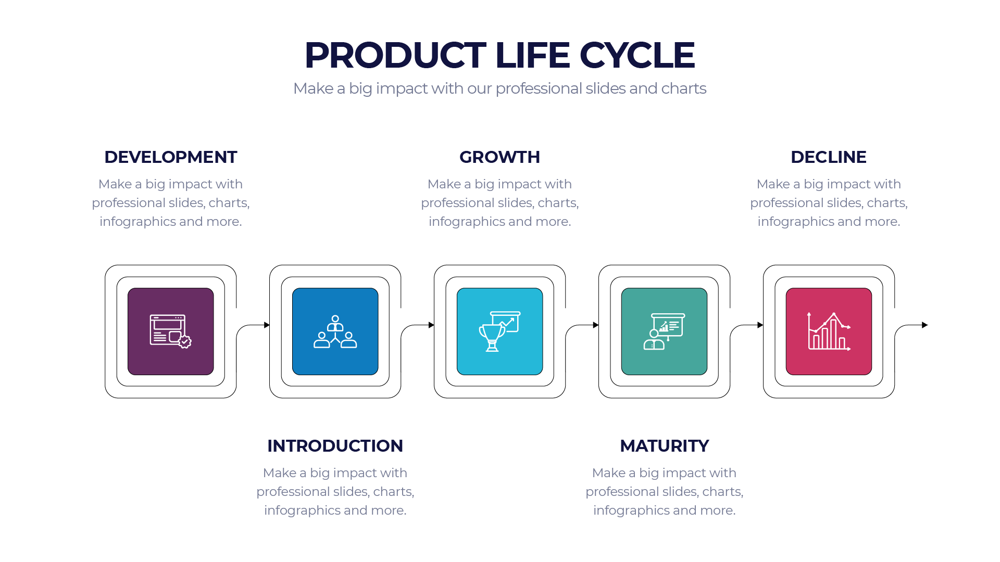 PRODUCT LIFE CYCLE
Make a big impact with our professional slides and charts
DEVELOPMENT
Make a big impact with
professional slides, charts,
infographics and more.
GROWTH
Make a big impact with
professional slides, charts,
infographics and more.
DECLINE
Make a big impact with
professional slides, charts,
infographics and more.
INTRODUCTION
Make a big impact with
professional slides, charts,
infographics and more.
MATURITY
Make a big impact with
professional slides, charts,
infographics and more.